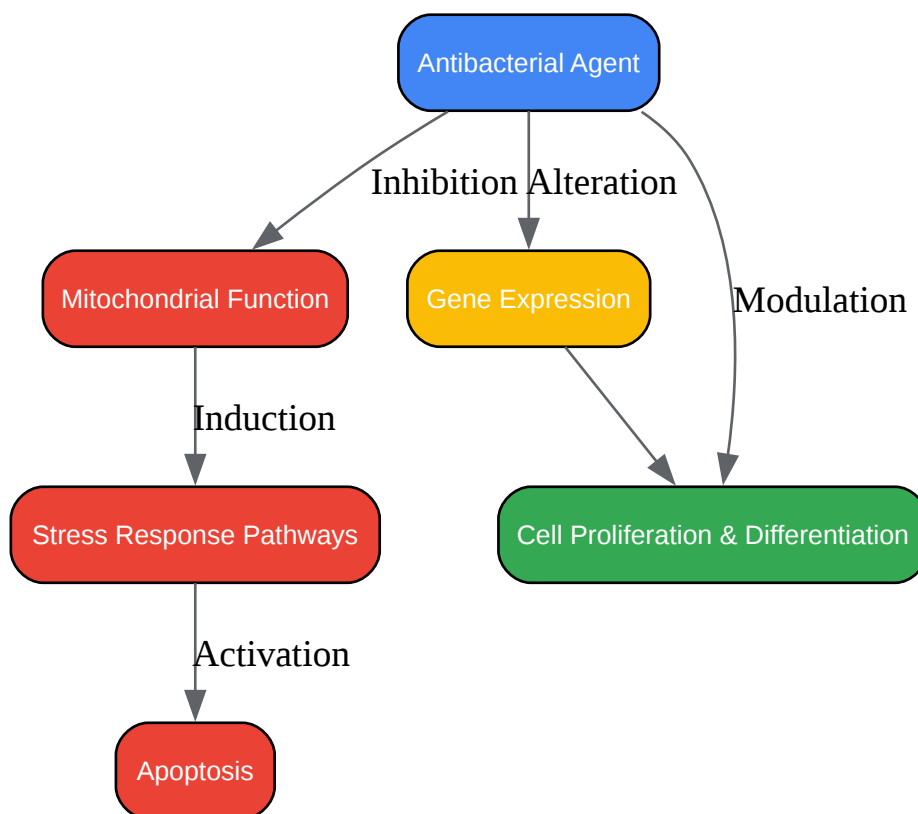 Antibacterial Agent
Inhibition Alteration
Mitochondrial Function
Gene Expression
Modulation
Induction
Stress Response Pathways
Cell Proliferation & Differentiation
Activation
Apoptosis